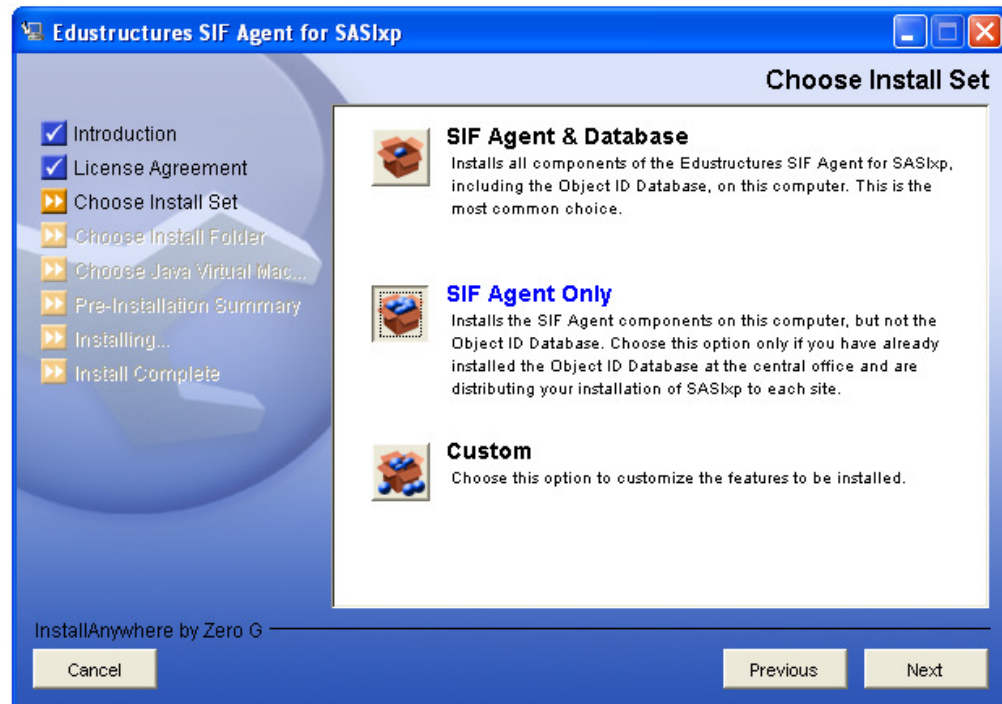 Edustructures SIF Agent for SASIxp
Choose Install Set
Introduction
License Agreement
Choose Install Set
Choose Install Folder
Choose Java Virtual Mac...
Pre-Installation Summary
Installing...
Install Complete
SIF Agent & Database
Installs all components of the Edustructures SIF Agent for SASIxp,
including the Object ID Database, on this computer. This is the
most common choice.
SIF Agent Only
Installs the SIF Agent components on this computer, but not the
Object ID Database. Choose this option only if you have already
installed the Object ID Database at the central office and are
distributing your installation of SASIxp to each site.
Custom
Choose this option to customize the features to be installed.
InstallAnywhere by Zero G
Cancel
Previous
Next